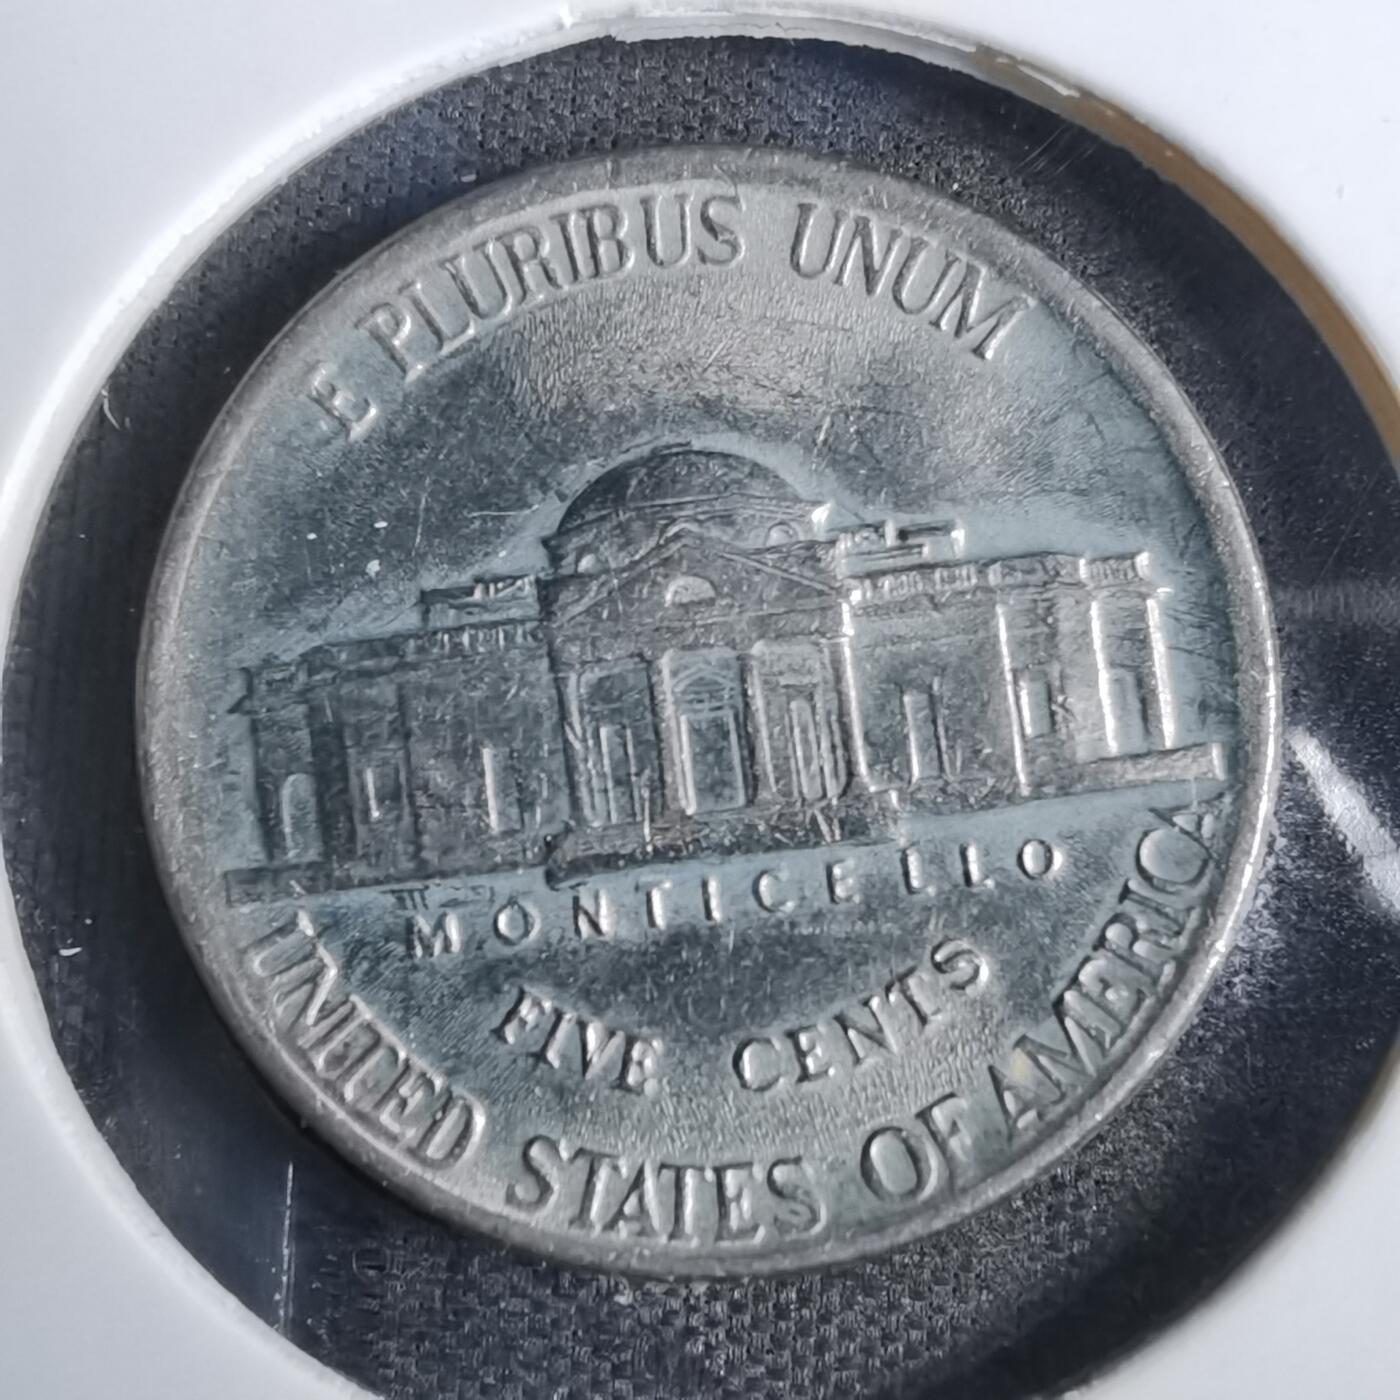 E PLURIBUS UNUM
MONTICELLO
FIVE CENTS
UNITED STATES OF AMERICA